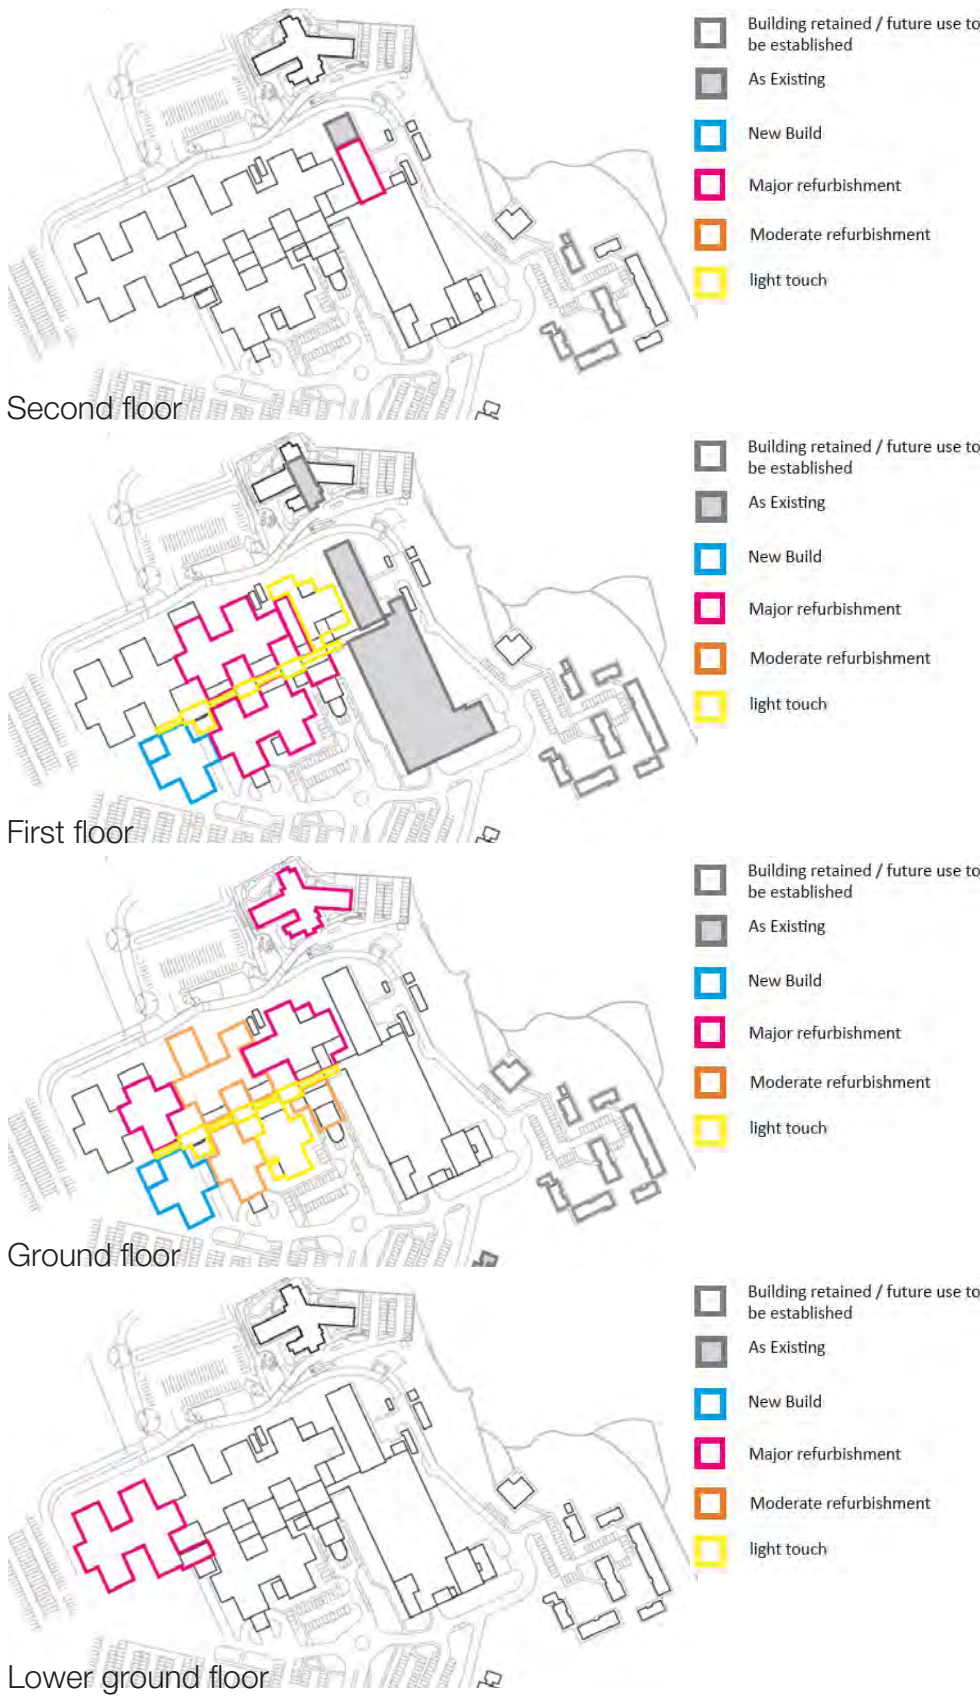 Building retained / future use to
be established
As Existing
New Build
Major refurbishment
Moderate refurbishment
light touch
Second floor
Building retained / future use to
be established
As Existing
New Build
Major refurbishment
Moderate refurbishment
light touch
First floor
Building retained / future use to
be established
As Existing
New Build
Major refurbishment
Moderate refurbishment
light touch
Ground floor
Building retained / future use to
be established
As Existing
New Build
Major refurbishment
Moderate refurbishment
light touch
Lower ground floor